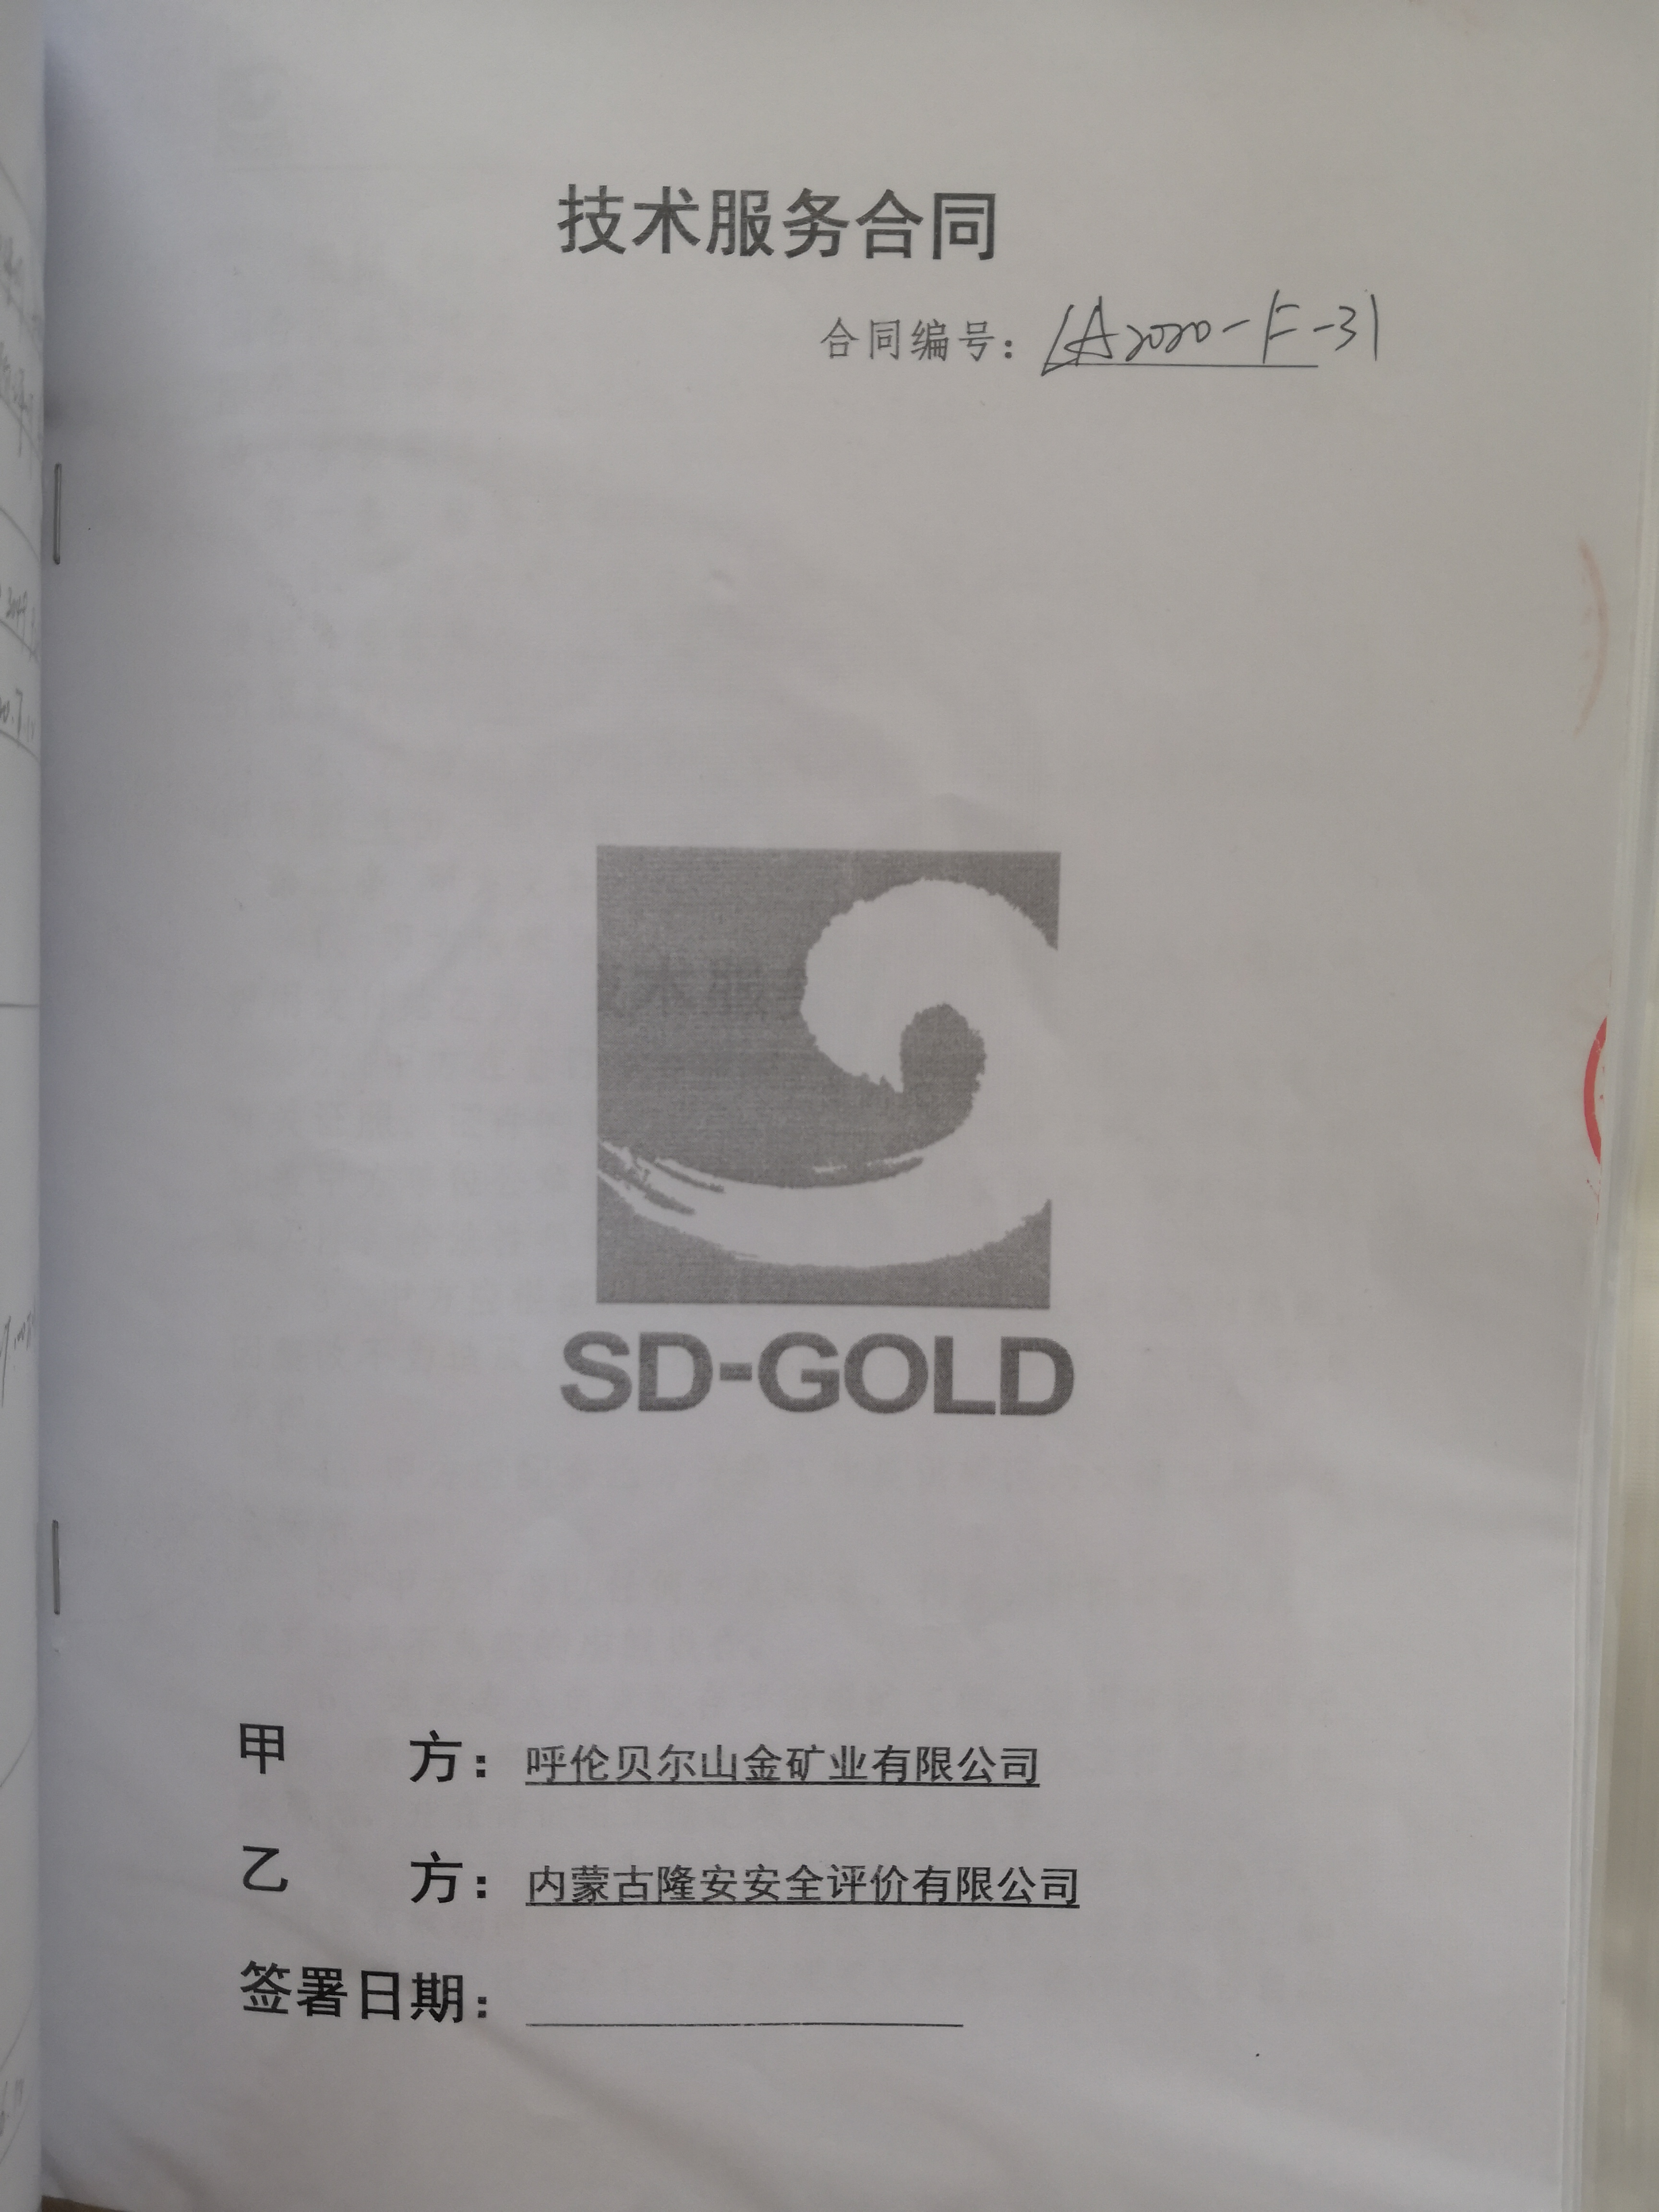 技术服务合同
合同编号：LA2020-F-31
SD-GOLD
甲 方：呼伦贝尔山金矿业有限公司
乙 方：内蒙古隆安安全评价有限公司
签署日期：